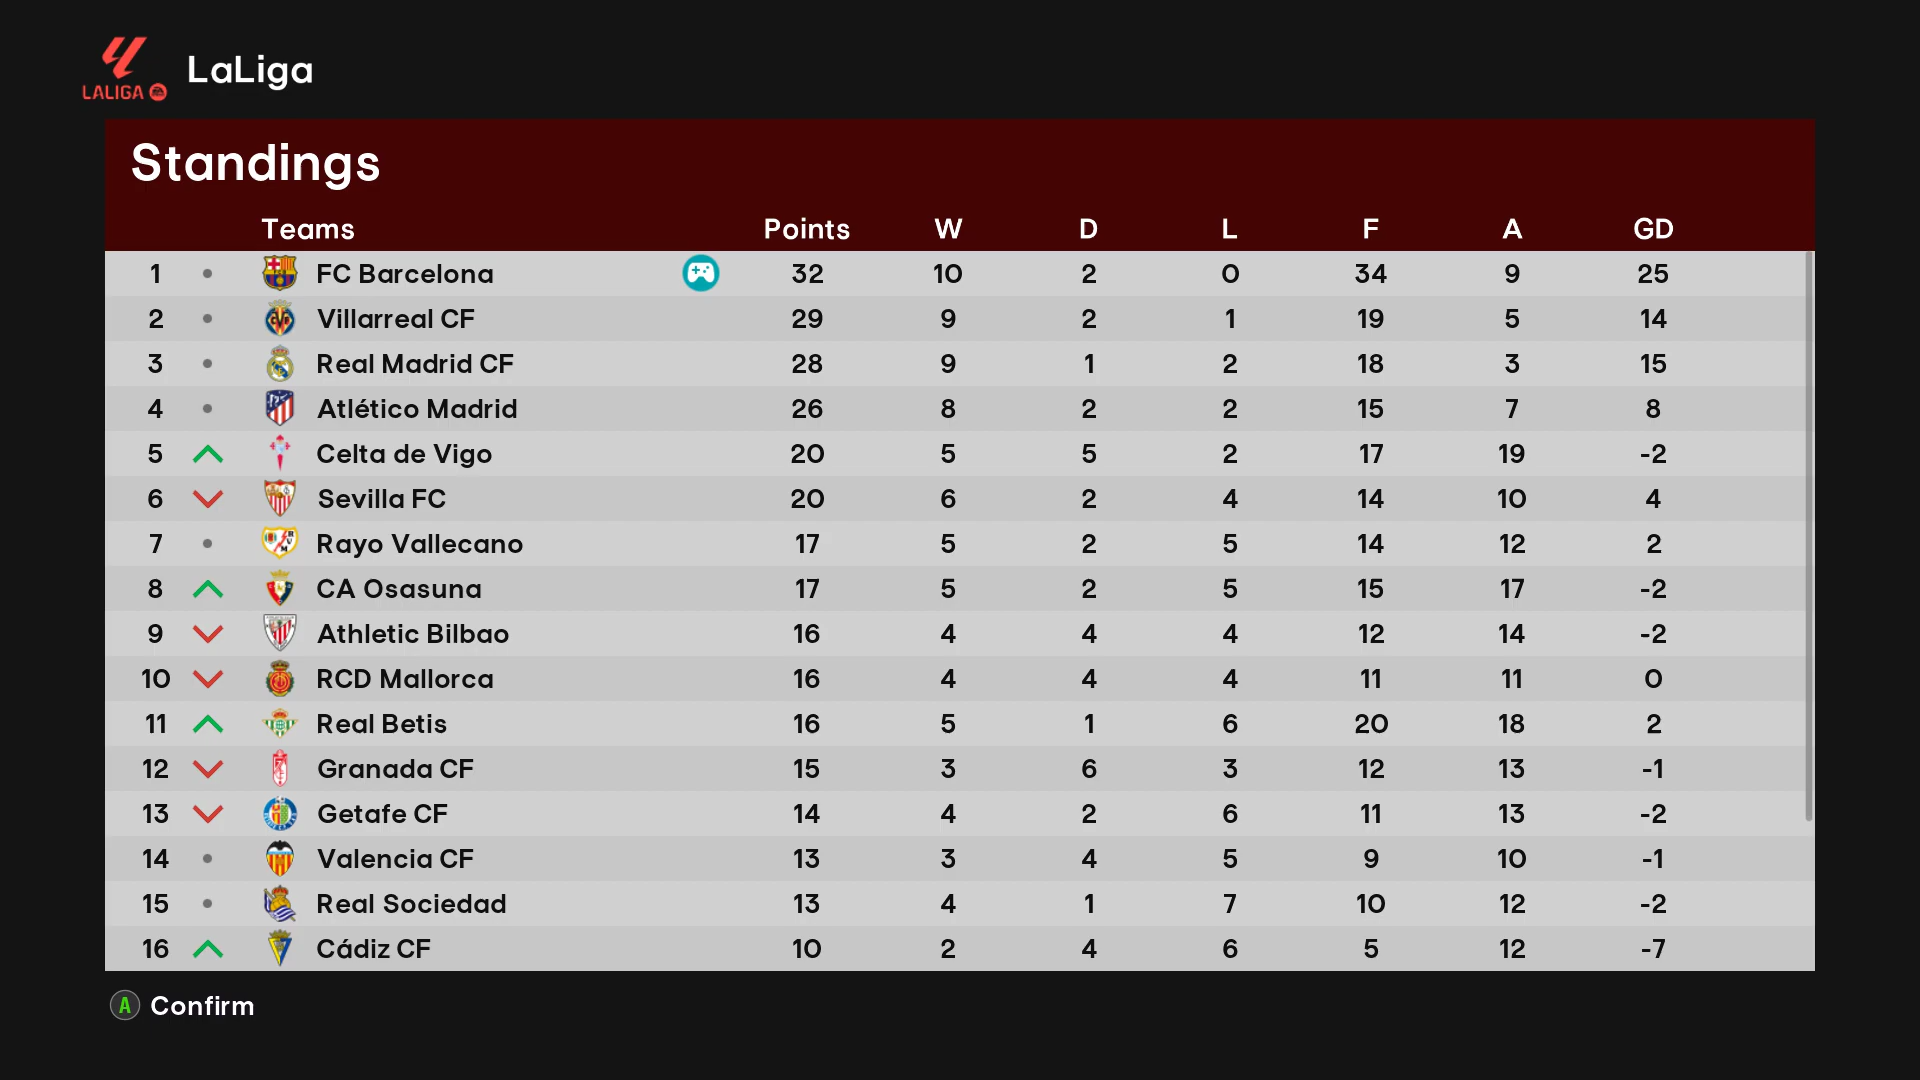 LALIGA
LaLiga
Standings
Teams Points W D L F A GD
1 FC Barcelona 32 10 2 0 34 9 25
2 Villarreal CF 29 9 2 1 19 5 14
3 Real Madrid CF 28 9 1 2 18 3 15
4 Atlético Madrid 26 8 2 2 15 7 8
5 Celta de Vigo 20 5 5 2 17 19 -2
6 Sevilla FC 20 6 2 4 14 10 4
7 Rayo Vallecano 17 5 2 5 14 12 2
8 CA Osasuna 17 5 2 5 15 17 -2
9 Athletic Bilbao 16 4 4 4 12 14 -2
10 RCD Mallorca 16 4 4 4 11 11 0
11 Real Betis 16 5 1 6 20 18 2
12 Granada CF 15 3 6 3 12 13 -1
13 Getafe CF 14 4 2 6 11 13 -2
14 Valencia CF 13 3 4 5 9 10 -1
15 Real Sociedad 13 4 1 7 10 12 -2
16 Cádiz CF 10 2 4 6 5 12 -7
A Confirm